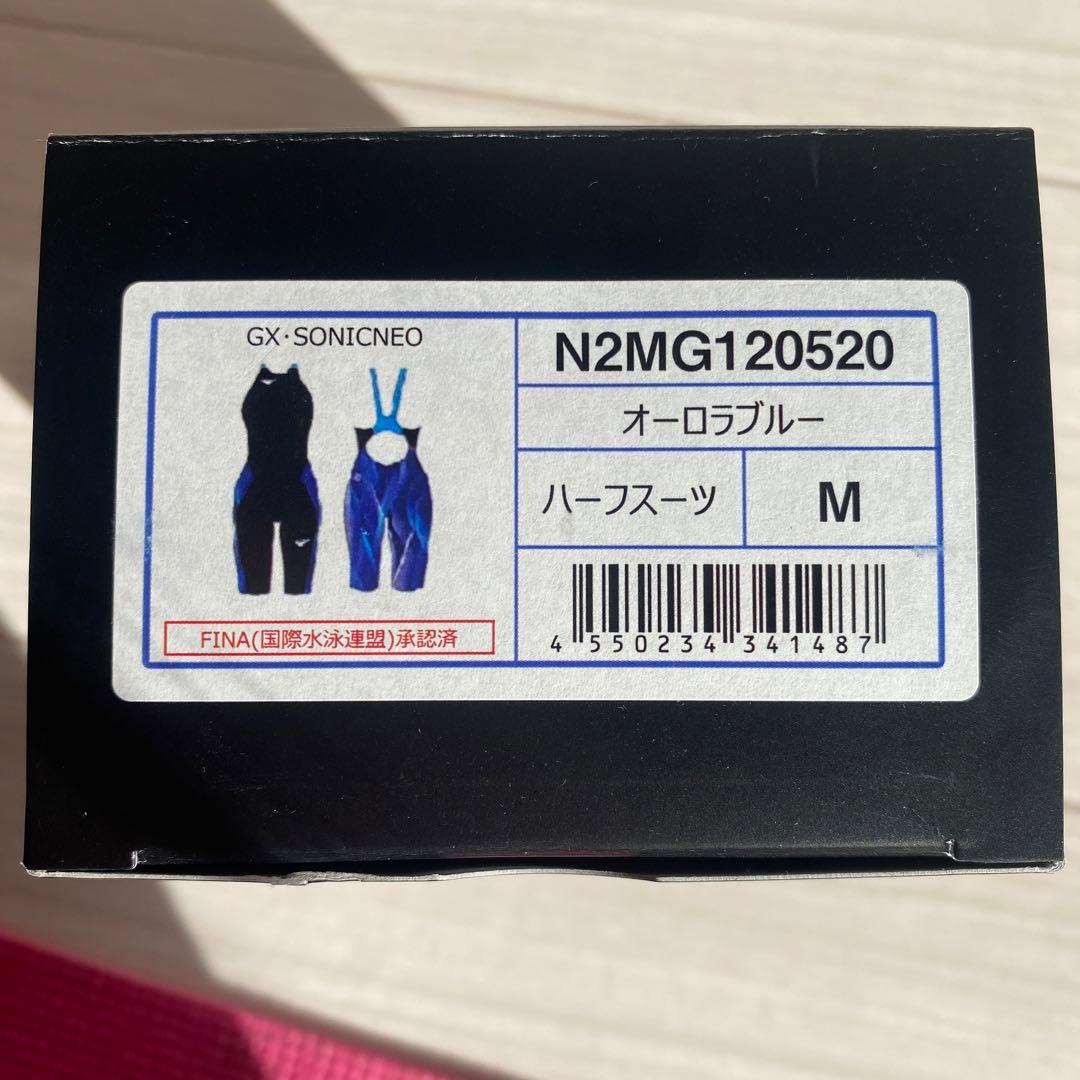 GX・SONICNEO
FINA(国際水泳連盟)承認済
N2MG120520
オーロラブルー
ハーフスーツ
M
4 550234 341487